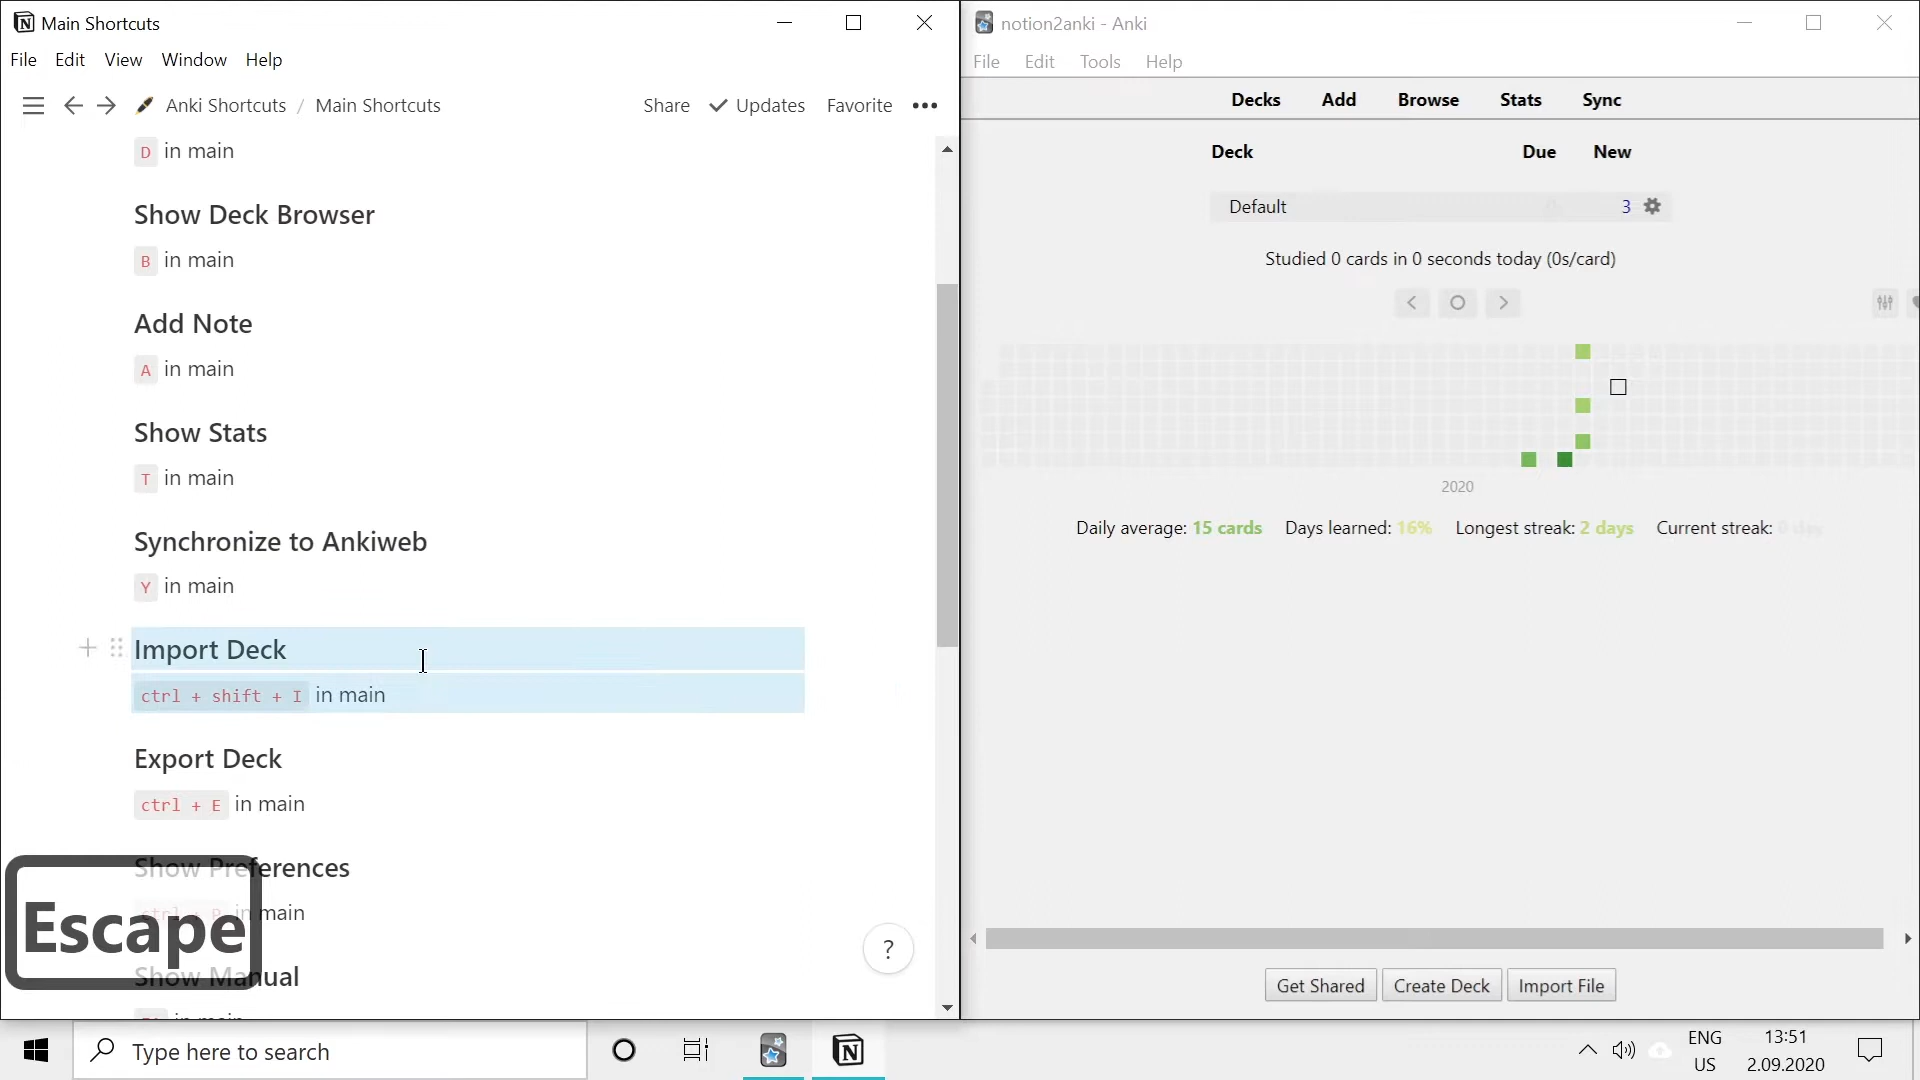 Main Shortcuts
File Edit View Window Help
Anki Shortcuts / Main Shortcuts
Share Updates Favorite
D in main
Show Deck Browser
B in main
Add Note
A in main
Show Stats
T in main
Synchronize to Ankiweb
Y in main
Import Deck
ctrl + shift + I in main
Export Deck
ctrl + E in main
Show Preferences
ctrl + P in main
Show Manual
in main
Escape
?
notion2anki - Anki
File Edit Tools Help
Decks Add Browse Stats Sync
Deck Due New
Default 3
Studied 0 cards in 0 seconds today (0s/card)
2020
Daily average: 15 cards Days learned: 16% Longest streak: 2 days Current streak: 0 day
Get Shared Create Deck Import File
Type here to search
ENG
US
13:51
2.09.2020